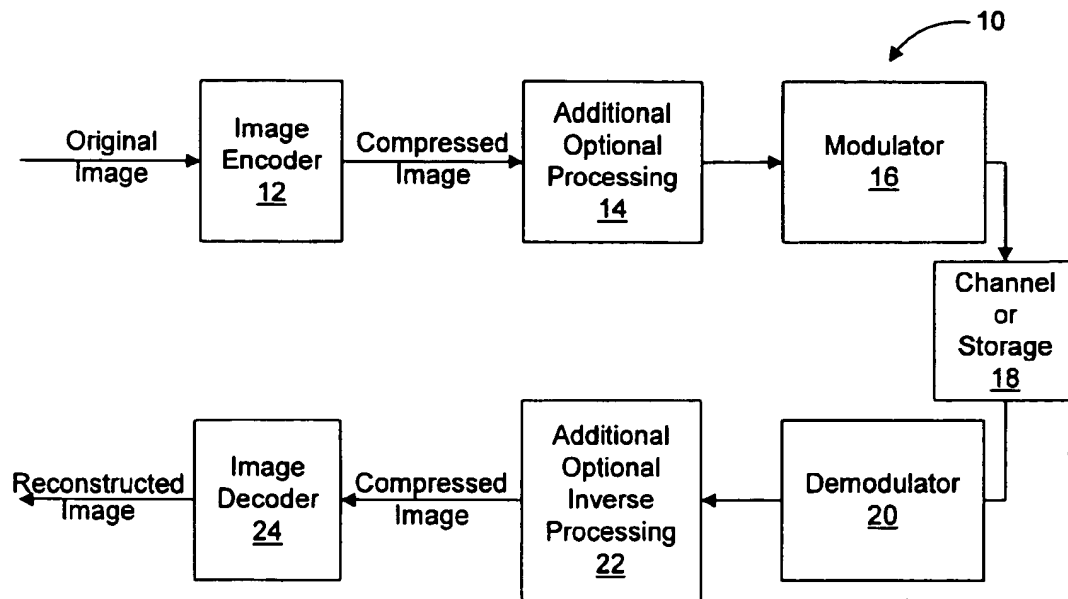 10
Original
Image
Image
Encoder
12
Compressed
Image
Additional
Optional
Processing
14
Modulator
16
Channel
or
Storage
18
Demodulator
20
Additional
Optional
Inverse
Processing
22
Compressed
Image
Image
Decoder
24
Reconstructed
Image